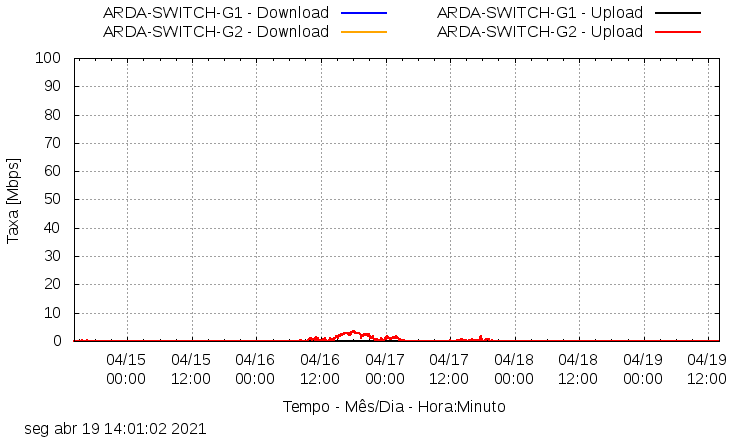 ARDA-SWITCH-G1 - Download ARDA-SWITCH-G1 - Upload
ARDA-SWITCH-G2 - Download ARDA-SWITCH-G2 - Upload
100
90
80
70
60
50
40
30
20
10
0
Taxa [Mbps]
04/15 04/15 04/16 04/16 04/17 04/17 04/18 04/18 04/19 04/19
00:00 12:00 00:00 12:00 00:00 12:00 00:00 12:00 00:00 12:00
Tempo - Mês/Dia - Hora:Minuto
seg abr 19 14:01:02 2021